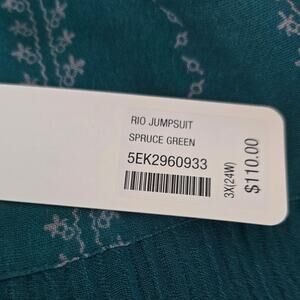 RIO JUMPSUIT
SPRUCE GREEN
5EK2960933
3X(24W)
$110.00